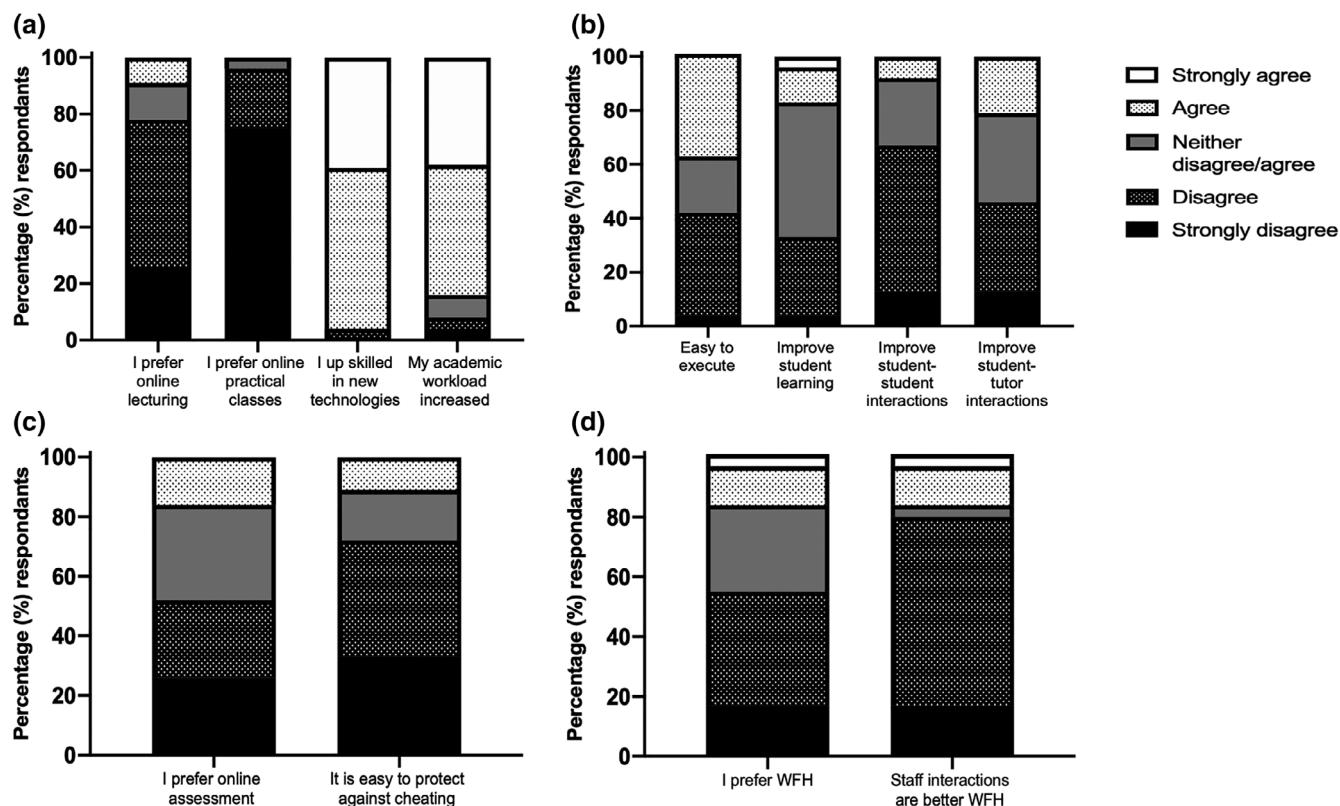 (a)
Percentage (%) respondants
100
80
60
40
20
0
I prefer
online
lecturing
I prefer online
practical
classes
I up skilled
in new
technologies
My academic
workload
increased
(b)
Percentage (%) respondants
100
80
60
40
20
0
Easy to
execute
Improve
student
learning
Improve
student-
student
interactions
Improve
student-
tutor
interactions
Strongly agree
Agree
Neither
disagree/agree
Disagree
Strongly disagree
(c)
Percentage (%) respondants
100
80
60
40
20
0
I prefer online
assessment
It is easy to protect
against cheating
(d)
Percentage (%) respondants
100
80
60
40
20
0
I prefer WFH
Staff interactions
are better WFH